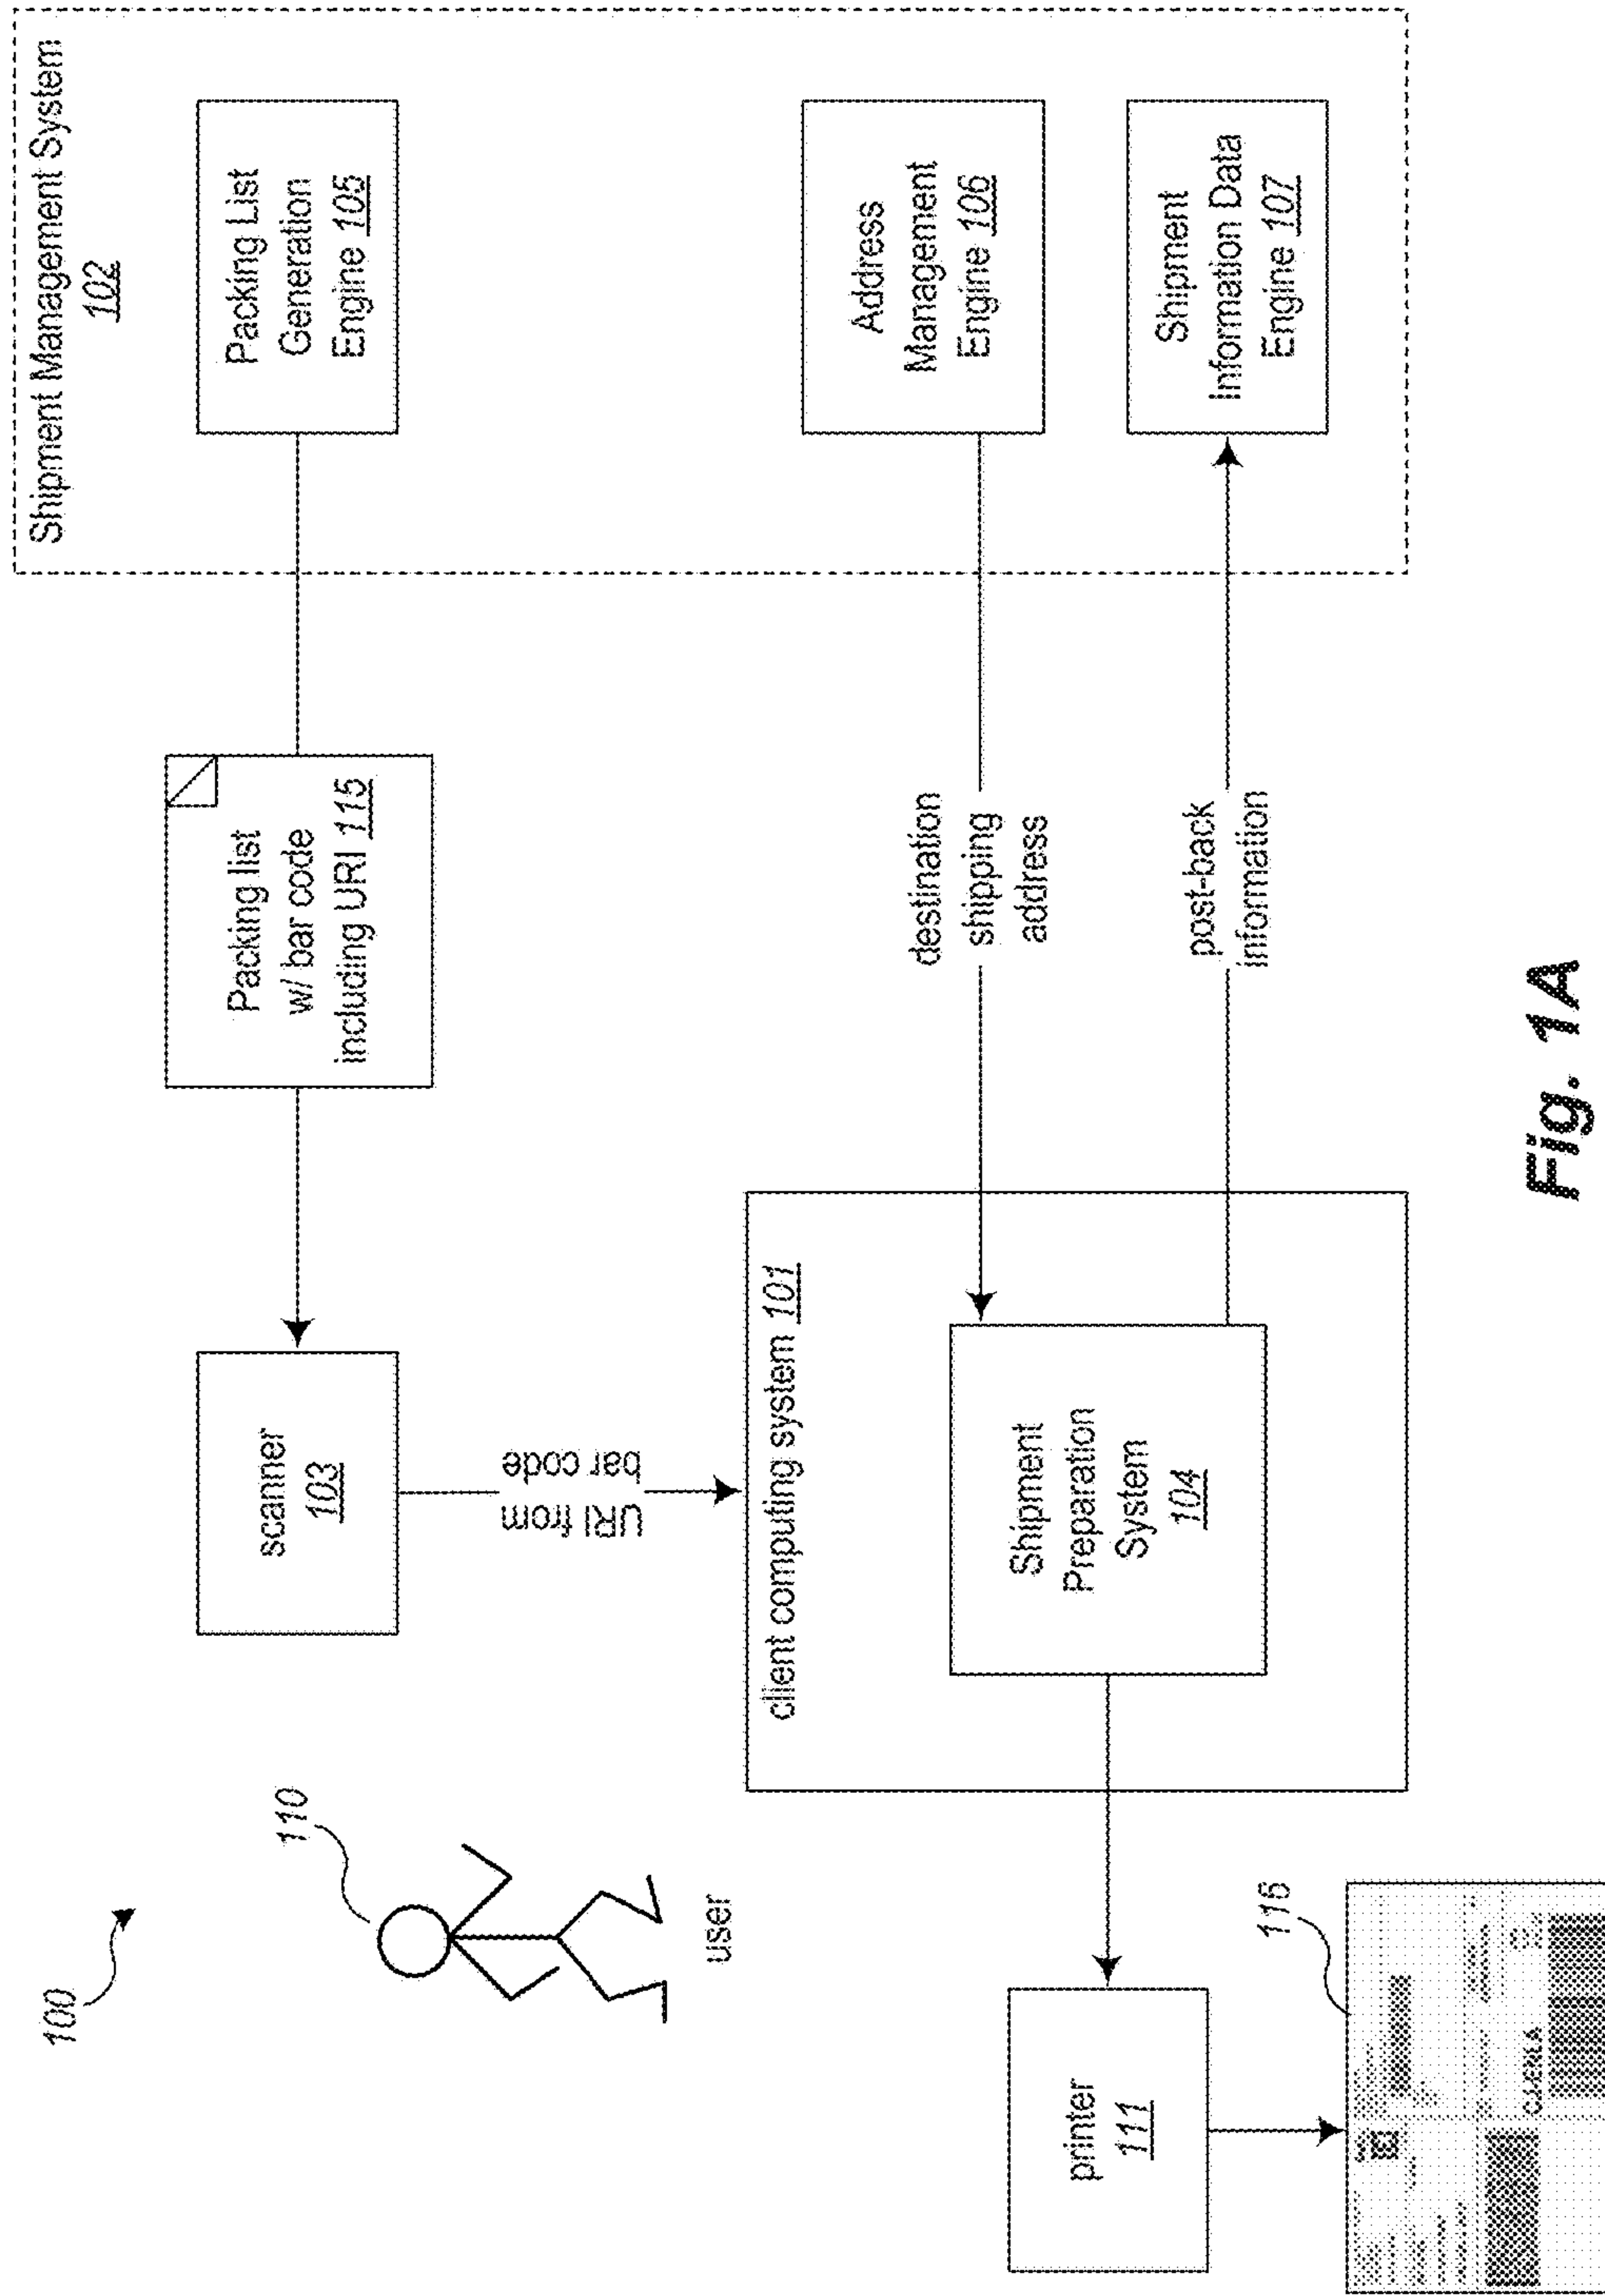 100
110
user
scanner
103
Packing list
w/ bar code
including URI 115
Shipment Management System
102
Packing List
Generation
Engine 105
URI from
bar code
client computing system 101
Shipment
Preparation
System
104
destination
shipping
address
post-back
information
Address
Management
Engine 106
Shipment
Information Data
Engine 107
printer
111
116
Fig. 1A